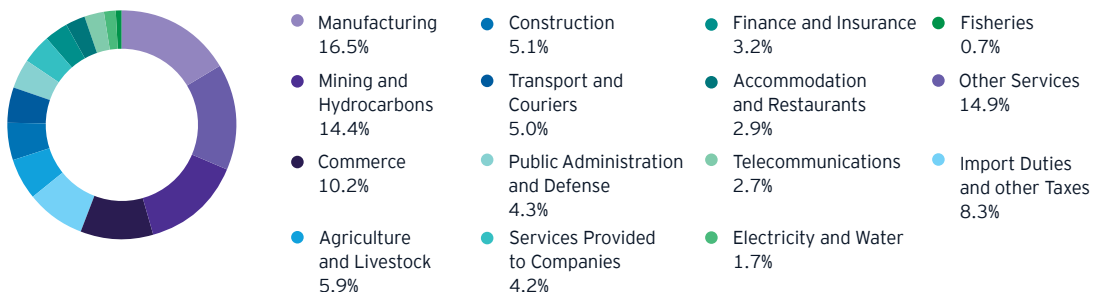 Manufacturing
16.5%
Mining and
Hydrocarbons
14.4%
Commerce
10.2%
Agriculture
and Livestock
5.9%
Construction
5.1%
Transport and
Couriers
5.0%
Public Administration
and Defense
4.3%
Services Provided
to Companies
4.2%
Finance and Insurance
3.2%
Accommodation
and Restaurants
2.9%
Telecommunications
2.7%
Electricity and Water
1.7%
Fisheries
0.7%
Other Services
14.9%
Import Duties
and other Taxes
8.3%